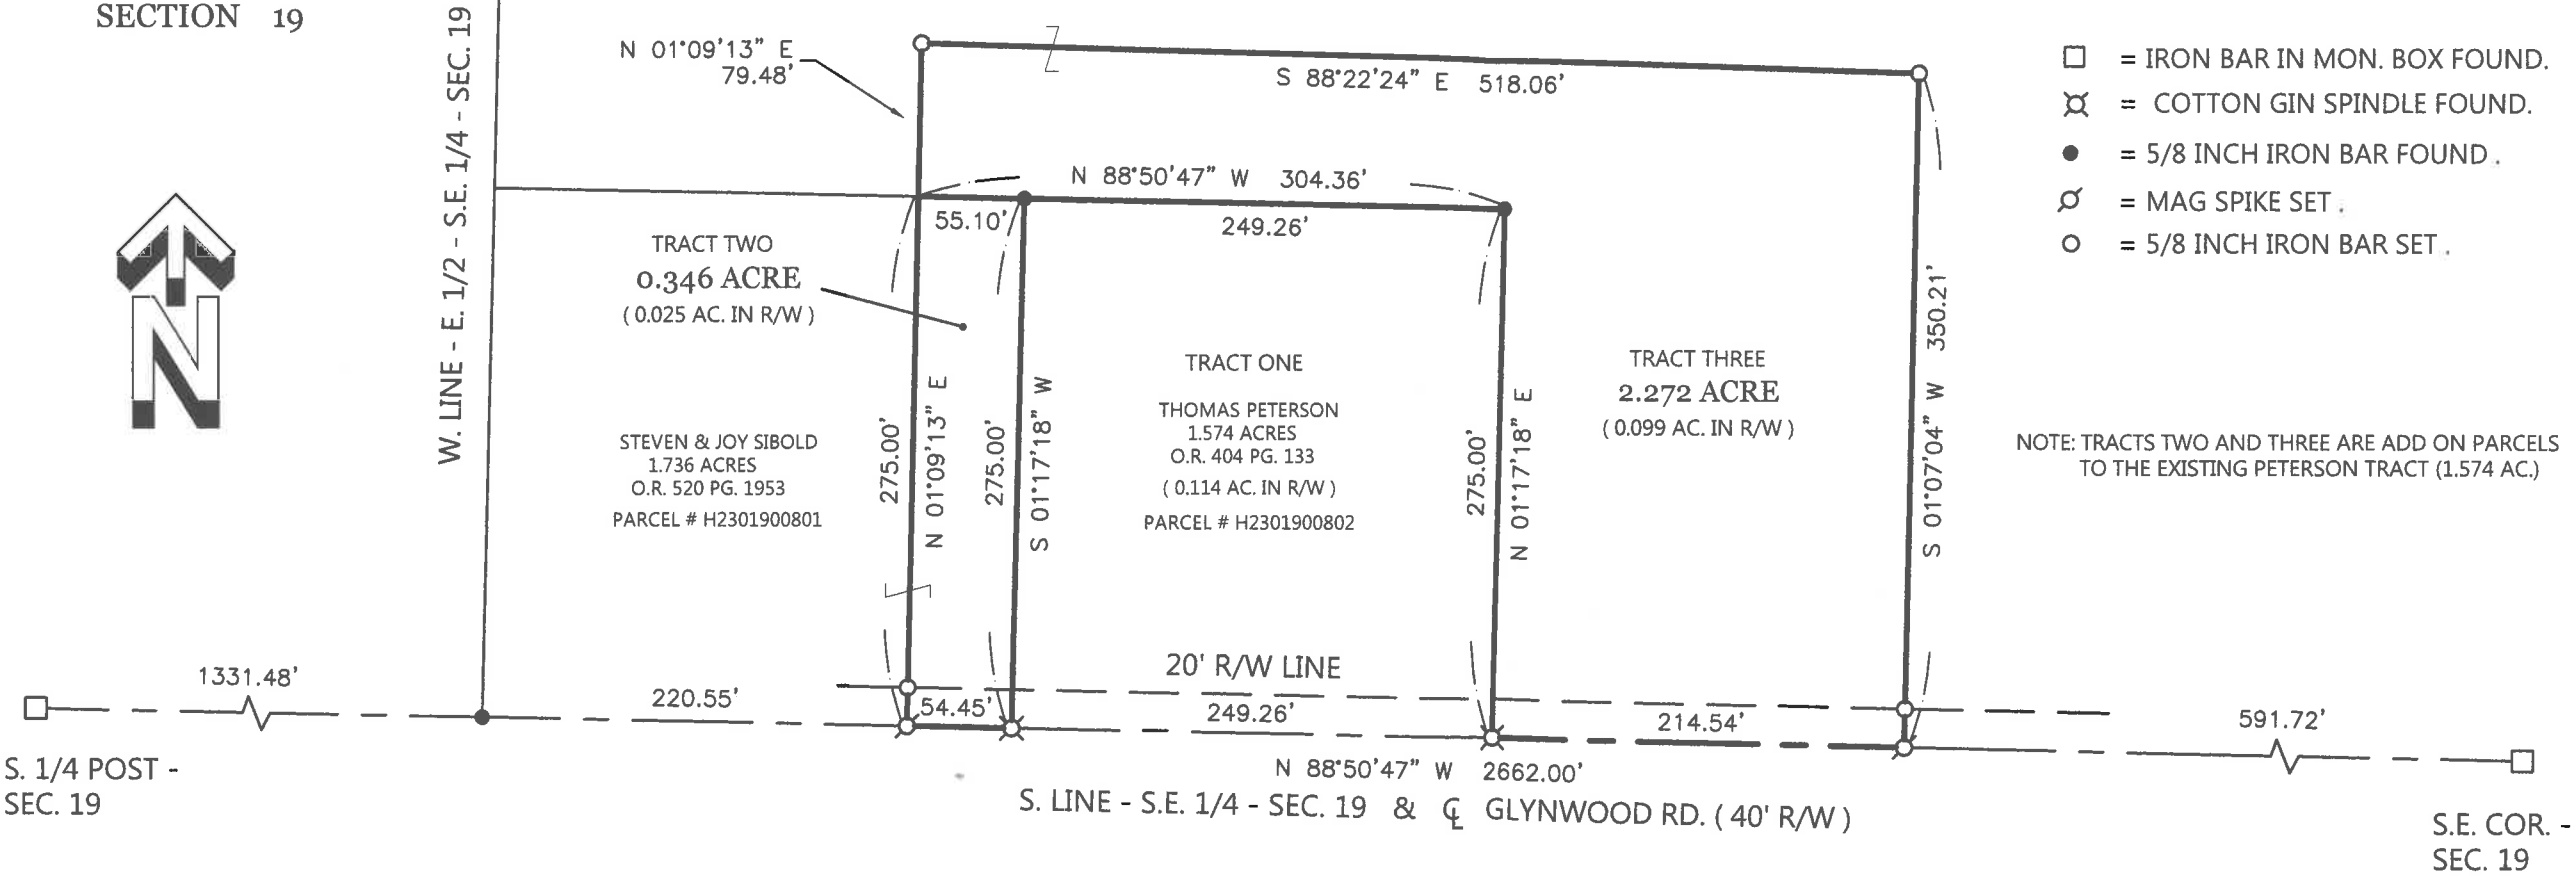 SECTION 19
W. LINE - E. 1/2 - S.E. 1/4 - SEC. 19
N
N 01°09'13" E
79.48'
S 88°22'24" E 518.06'
N 88°50'47" W 304.36'
55.10'
249.26'
TRACT TWO
0.346 ACRE
( 0.025 AC. IN R/W )
STEVEN & JOY SIBOLD
1.736 ACRES
O.R. 520 PG. 1953
PARCEL # H2301900801
275.00'
N 01°09'13" E
275.00'
S 01°17'18" W
TRACT ONE
THOMAS PETERSON
1.574 ACRES
O.R. 404 PG. 133
( 0.114 AC. IN R/W )
PARCEL # H2301900802
275.00'
N 01°17'18" E
TRACT THREE
2.272 ACRE
( 0.099 AC. IN R/W )
S 01°07'04" W 350.21'
= IRON BAR IN MON. BOX FOUND.
= COTTON GIN SPINDLE FOUND.
= 5/8 INCH IRON BAR FOUND .
= MAG SPIKE SET .
= 5/8 INCH IRON BAR SET .
NOTE: TRACTS TWO AND THREE ARE ADD ON PARCELS
TO THE EXISTING PETERSON TRACT (1.574 AC.)
20' R/W LINE
1331.48'
220.55'
54.45'
249.26'
214.54'
591.72'
N 88°50'47" W 2662.00'
S. LINE - S.E. 1/4 - SEC. 19 & ℄ GLYNWOOD RD. ( 40' R/W )
S. 1/4 POST -
SEC. 19
S.E. COR. -
SEC. 19